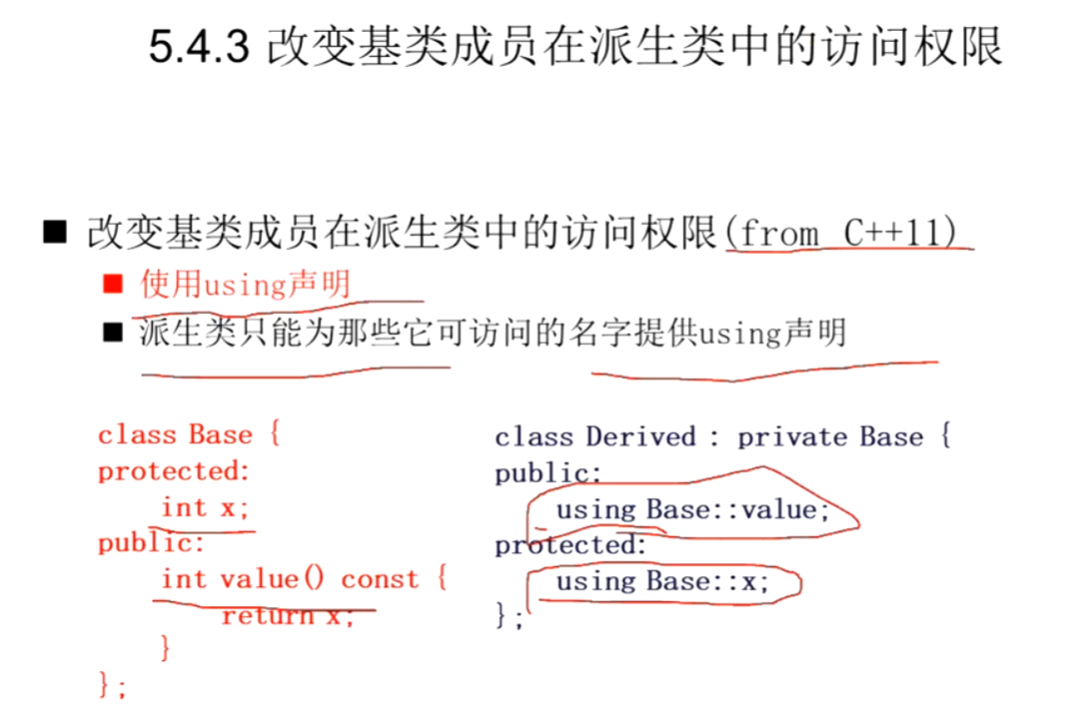 5.4.3 改变基类成员在派生类中的访问权限
■ 改变基类成员在派生类中的访问权限(from C++11)
■ 使用using声明
■ 派生类只能为那些它可访问的名字提供using声明
class Base {
protected:
int x;
public:
int value() const {
return x;
}
};
class Derived : private Base {
public:
using Base::value;
protected:
using Base::x;
};